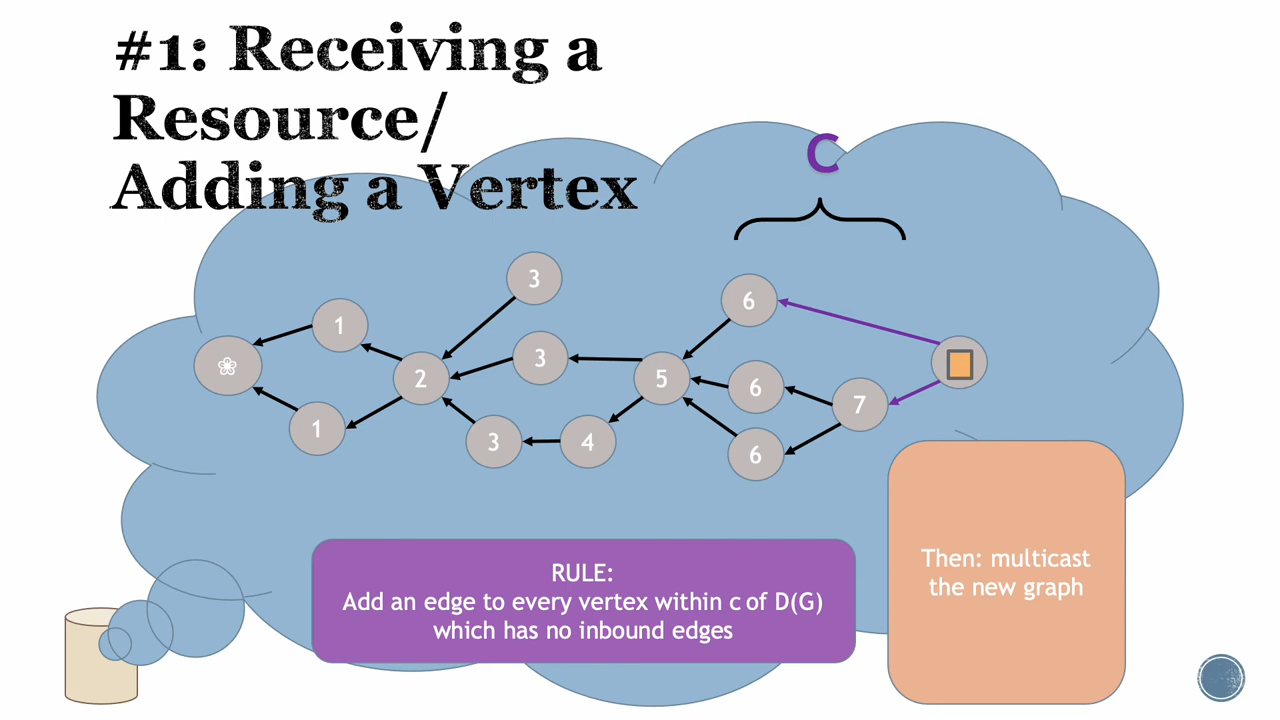 #1: Receiving a
Resource/
Adding a Vertex
C
3
6
1
3
2
5
6
7
1
3
4
6
RULE:
Add an edge to every vertex within c of D(G)
which has no inbound edges
Then: multicast
the new graph